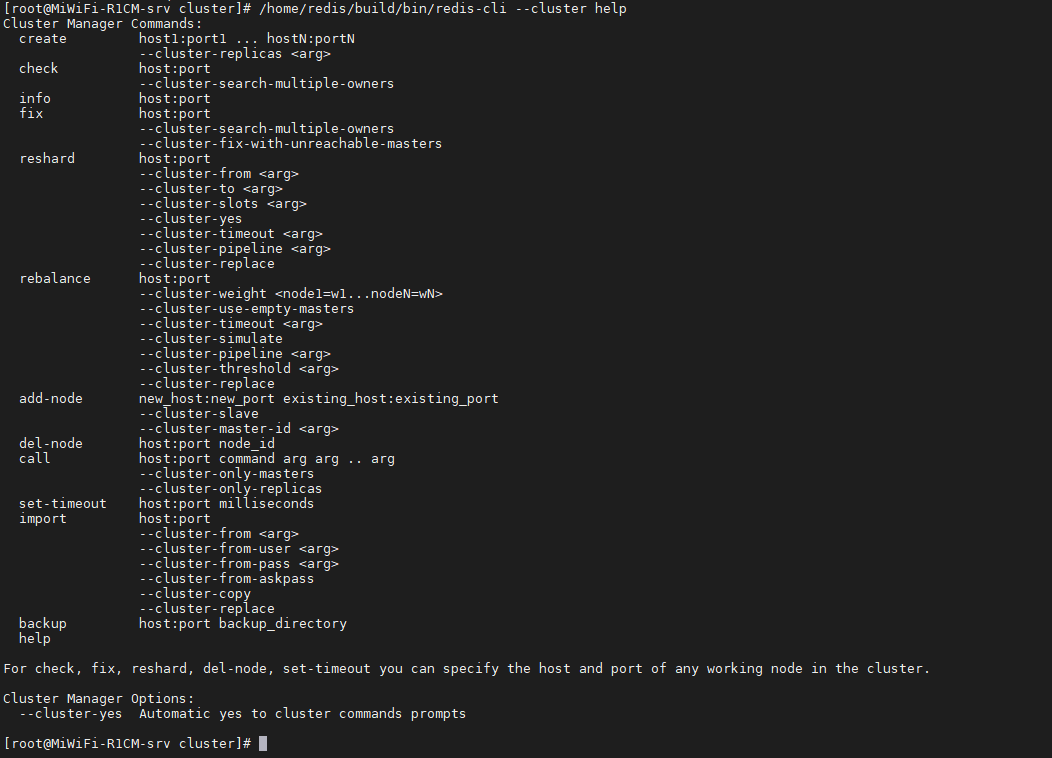 [root@MiWiFi-R1CM-srv cluster]# /home/redis/build/bin/redis-cli --cluster help
Cluster Manager Commands:
  create         host1:port1 ... hostN:portN
                 --cluster-replicas <arg>
  check          host:port
                 --cluster-search-multiple-owners
  info           host:port
  fix            host:port
                 --cluster-search-multiple-owners
                 --cluster-fix-with-unreachable-masters
  reshard        host:port
                 --cluster-from <arg>
                 --cluster-to <arg>
                 --cluster-slots <arg>
                 --cluster-yes
                 --cluster-timeout <arg>
                 --cluster-pipeline <arg>
                 --cluster-replace
  rebalance      host:port
                 --cluster-weight <node1=w1...nodeN=wN>
                 --cluster-use-empty-masters
                 --cluster-timeout <arg>
                 --cluster-simulate
                 --cluster-pipeline <arg>
                 --cluster-threshold <arg>
                 --cluster-replace
  add-node       new_host:new_port existing_host:existing_port
                 --cluster-slave
                 --cluster-master-id <arg>
  del-node       host:port node_id
  call           host:port command arg arg .. arg
                 --cluster-only-masters
                 --cluster-only-replicas
  set-timeout    host:port milliseconds
  import         host:port
                 --cluster-from <arg>
                 --cluster-from-user <arg>
                 --cluster-from-pass <arg>
                 --cluster-from-askpass
                 --cluster-copy
                 --cluster-replace
  backup         host:port backup_directory
  help

For check, fix, reshard, del-node, set-timeout you can specify the host and port of any working node in the cluster.

Cluster Manager Options:
  --cluster-yes  Automatic yes to cluster commands prompts

[root@MiWiFi-R1CM-srv cluster]#